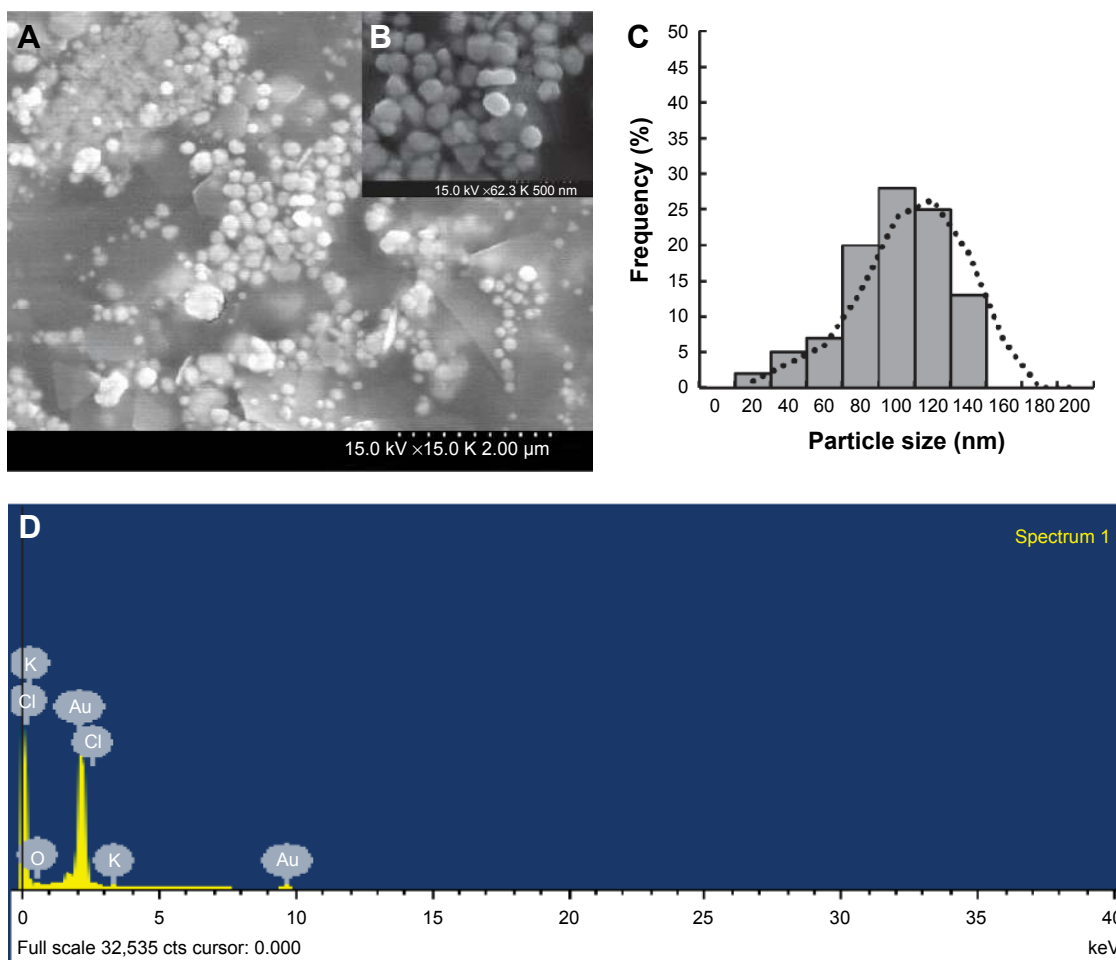 A
B
15.0 kV ×62.3 K 500 nm
15.0 kV ×15.0 K 2.00 µm
C
50
45
40
35
30
25
20
15
10
5
0
Frequency (%)
0 20 40 60 80 100 120 140 160 180 200
Particle size (nm)
D
Spectrum 1
K
Cl
Au
Cl
O
K
Au
0 5 10 15 20 25 30 35 40
Full scale 32,535 cts cursor: 0.000
keV